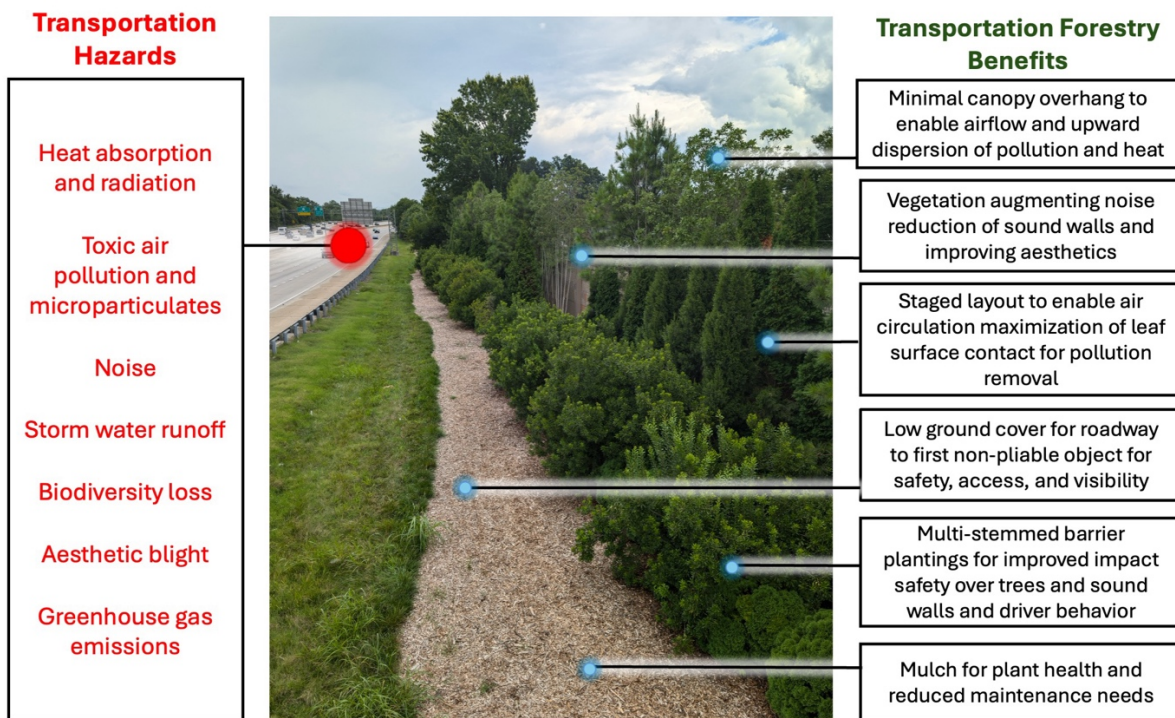 Transportation
Hazards
Heat absorption
and radiation
Toxic air
pollution and
microparticulates
Noise
Storm water runoff
Biodiversity loss
Aesthetic blight
Greenhouse gas
emissions
Transportation Forestry
Benefits
Minimal canopy overhang to
enable airflow and upward
dispersion of pollution and heat
Vegetation augmenting noise
reduction of sound walls and
improving aesthetics
Staged layout to enable air
circulation maximization of leaf
surface contact for pollution
removal
Low ground cover for roadway
to first non-pliable object for
safety, access, and visibility
Multi-stemmed barrier
plantings for improved impact
safety over trees and sound
walls and driver behavior
Mulch for plant health and
reduced maintenance needs